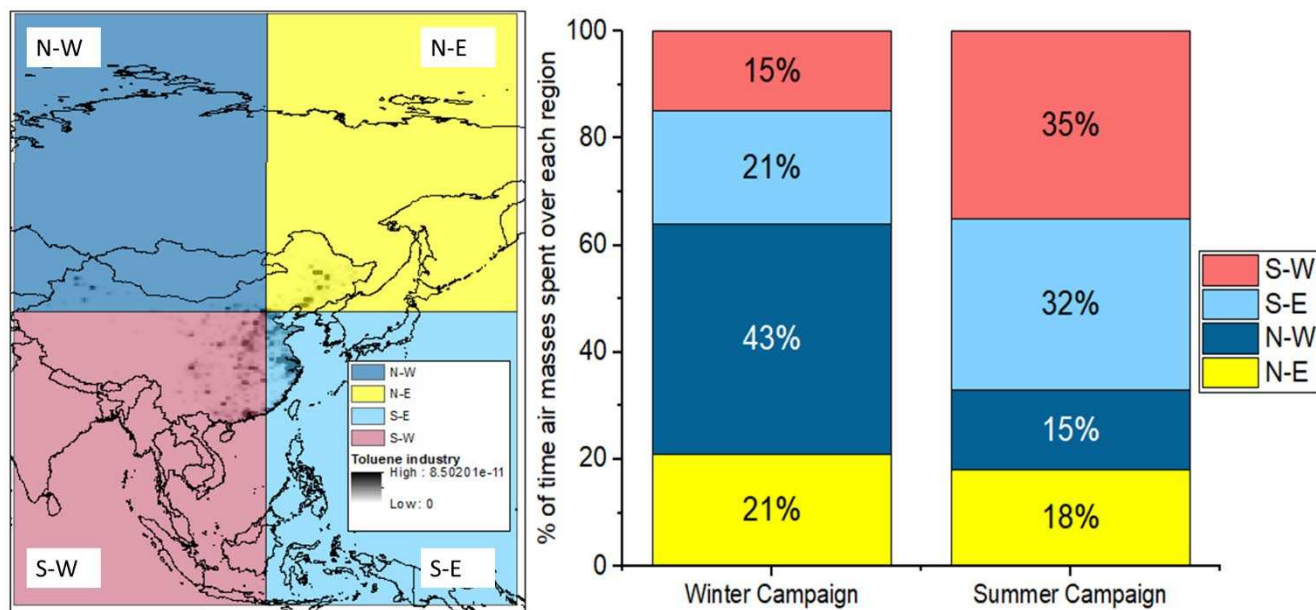 N-W
N-E
S-W
S-E
N-W
N-E
S-E
S-W
Toluene industry
High : 8.50201e-11
Low: 0
% of time air masses spent over each region
100
80
60
40
20
0
15%
21%
43%
21%
35%
32%
15%
18%
Winter Campaign
Summer Campaign
S-W
S-E
N-W
N-E